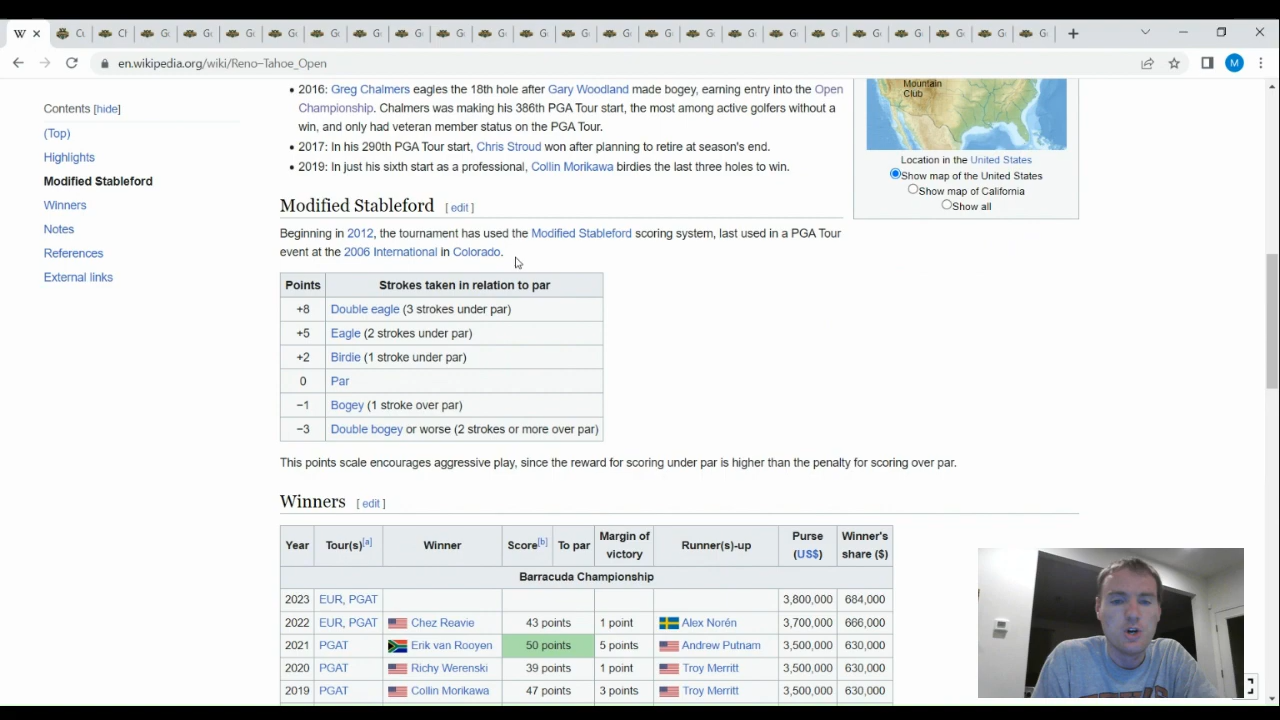 W
en.wikipedia.org/wiki/Reno-Tahoe_Open
M
Contents [hide]
(Top)
Highlights
Modified Stableford
Winners
Notes
References
External links
2016: Greg Chalmers eagles the 18th hole after Gary Woodland made bogey, earning entry into the Open
Championship. Chalmers was making his 386th PGA Tour start, the most among active golfers without a
win, and only had veteran member status on the PGA Tour.
2017: In his 290th PGA Tour start, Chris Stroud won after planning to retire at season's end.
2019: In just his sixth start as a professional, Collin Morikawa birdies the last three holes to win.
Mountain
Club
Location in the United States
Show map of the United States
Show map of California
Show all
Modified Stableford [ edit ]
Beginning in 2012, the tournament has used the Modified Stableford scoring system, last used in a PGA Tour
event at the 2006 International in Colorado.
Points Strokes taken in relation to par
+8 Double eagle (3 strokes under par)
+5 Eagle (2 strokes under par)
+2 Birdie (1 stroke under par)
0 Par
−1 Bogey (1 stroke over par)
−3 Double bogey or worse (2 strokes or more over par)
This points scale encourages aggressive play, since the reward for scoring under par is higher than the penalty for scoring over par.
Winners [ edit ]
Year Tour(s)[a] Winner Score[b] To par Margin of victory Runner(s)-up Purse (US$) Winner's share ($)
Barracuda Championship
2023 EUR, PGAT 3,800,000 684,000
2022 EUR, PGAT Chez Reavie 43 points 1 point Alex Norén 3,700,000 666,000
2021 PGAT Erik van Rooyen 50 points 5 points Andrew Putnam 3,500,000 630,000
2020 PGAT Richy Werenski 39 points 1 point Troy Merritt 3,500,000 630,000
2019 PGAT Collin Morikawa 47 points 3 points Troy Merritt 3,500,000 630,000